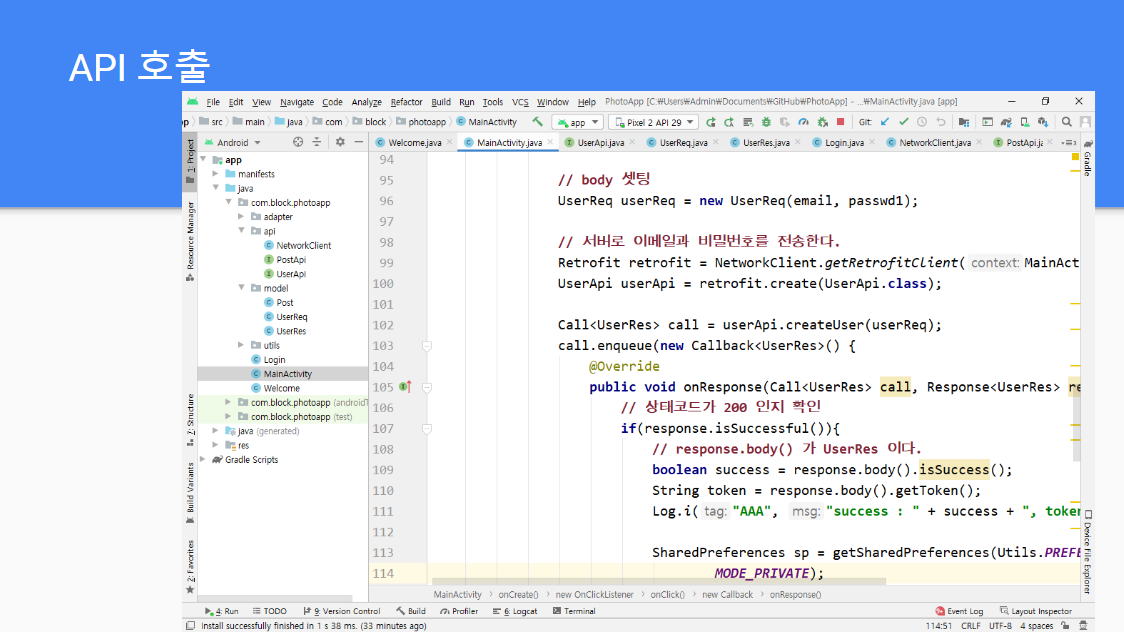 API 호출
File Edit View Navigate Code Analyze Refactor Build Run Tools VCS Window Help PhotoApp [C:₩Users₩Admin₩Documents₩GitHub₩PhotoApp] - ...₩MainActivity.java [app]
p src main java com block photoapp MainActivity app Pixel 2 API 29 Git:
1: Project
Resource Manager
7: Structure
Build Variants
2: Favorites
Android
app
manifests
java
com.block.photoapp
adapter
api
NetworkClient
PostApi
UserApi
model
Post
UserReq
UserRes
utils
Login
MainActivity
Welcome
com.block.photoapp (androidT
com.block.photoapp (test)
java (generated)
res
Gradle Scripts
Welcome.java MainActivity.java UserApi.java UserReq.java UserRes.java Login.java NetworkClient.java PostApi.j
94
95 // body 셋팅
96 UserReq userReq = new UserReq(email, passwd1);
97
98 // 서버로 이메일과 비밀번호를 전송한다.
99 Retrofit retrofit = NetworkClient.getRetrofitClient( context: MainAct
100 UserApi userApi = retrofit.create(UserApi.class);
101
102 Call<UserRes> call = userApi.createUser(userReq);
103 call.enqueue(new Callback<UserRes>() {
104 @Override
105 public void onResponse(Call<UserRes> call, Response<UserRes> re
106 // 상태코드가 200 인지 확인
107 if(response.isSuccessful()){
108 // response.body() 가 UserRes 이다.
109 boolean success = response.body().isSuccess();
110 String token = response.body().getToken();
111 Log.i( tag: "AAA", msg: "success : " + success + ", token
112
113 SharedPreferences sp = getSharedPreferences(Utils.PREFE
114 MODE_PRIVATE);
MainActivity › onCreate() › new OnClickListener › onClick() › new Callback › onResponse()
Gradle
Device File Explorer
4: Run TODO 9: Version Control Build Profiler 6: Logcat Terminal Event Log Layout Inspector
Install successfully finished in 1 s 38 ms. (33 minutes ago) 114:51 CRLF UTF-8 4 spaces